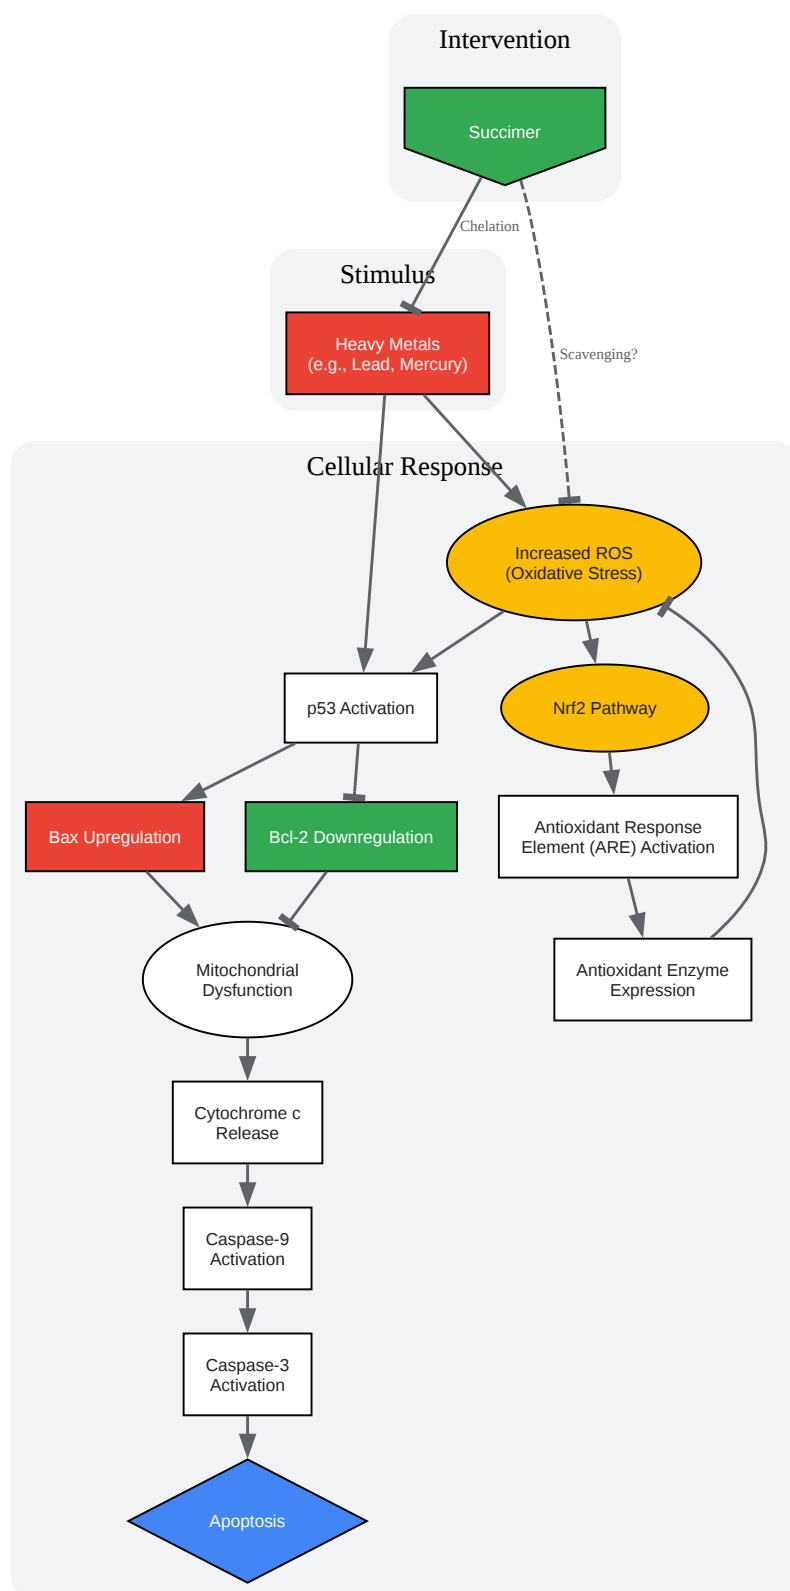 Intervention
Succimer
Chelation
Stimulus
Heavy Metals
(e.g., Lead, Mercury)
Scavenging?
Cellular Response
Increased ROS
(Oxidative Stress)
p53 Activation
Nrf2 Pathway
Bax Upregulation
Bcl-2 Downregulation
Antioxidant Response
Element (ARE) Activation
Mitochondrial
Dysfunction
Antioxidant Enzyme
Expression
Cytochrome c
Release
Caspase-9
Activation
Caspase-3
Activation
Apoptosis